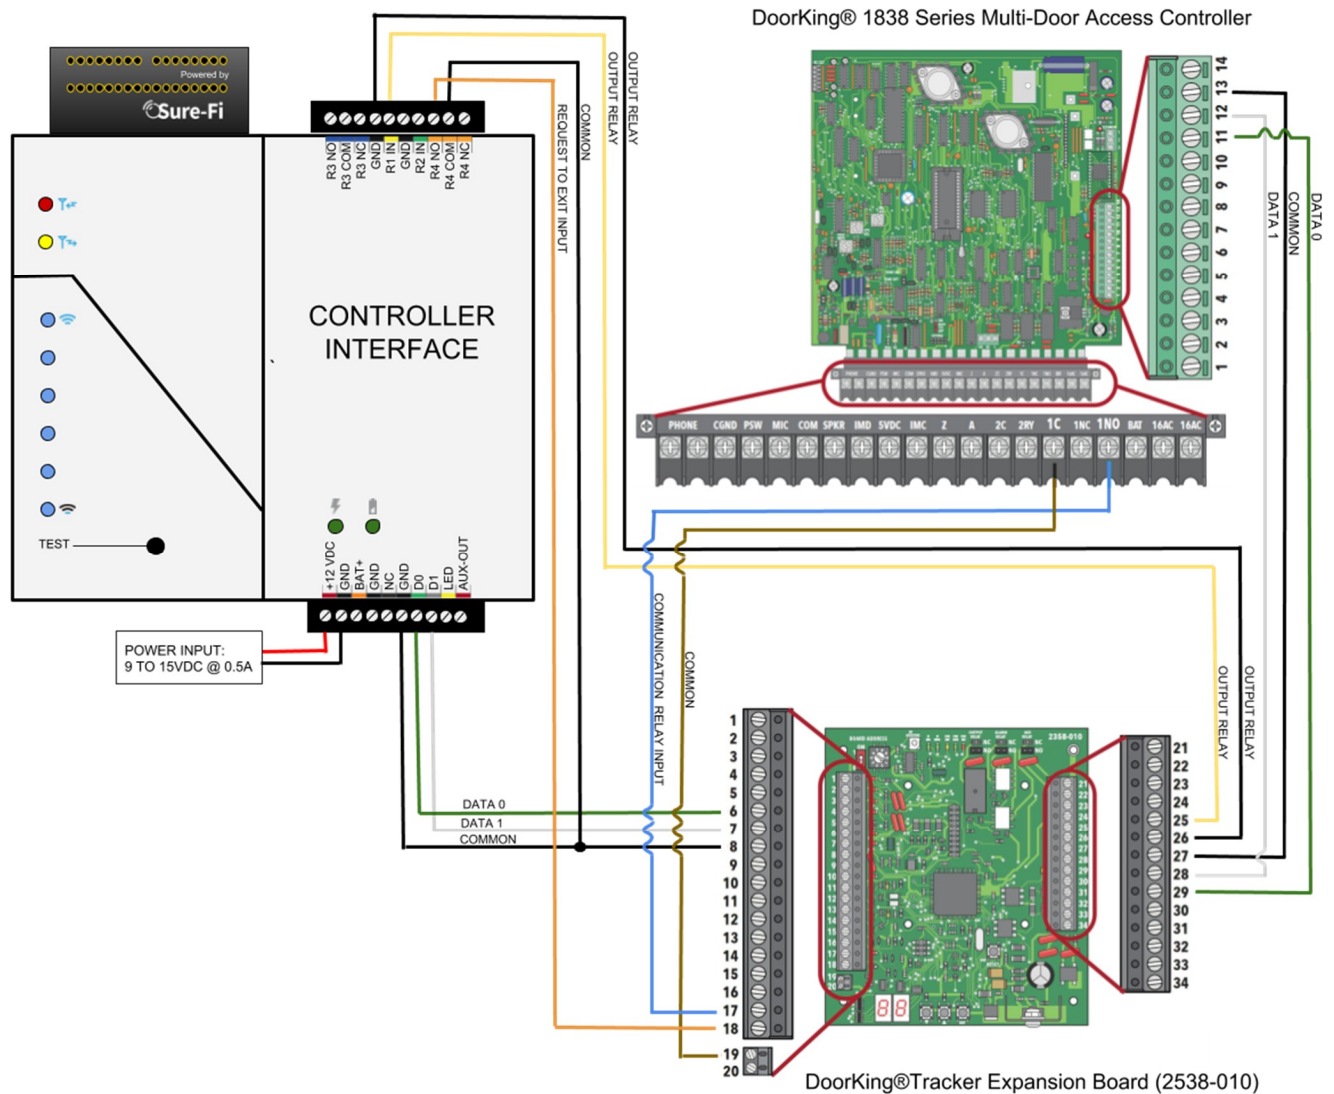 DoorKing® 1838 Series Multi-Door Access Controller
Powered by
Sure-Fi
R3 NO
R3 COM
R3 NC
GND
R1 IN
GND
R2 IN
R4 NO
R4 COM
R4 NC
OUTPUT RELAY
OUTPUT RELAY
COMMON
REQUEST TO EXIT INPUT
CONTROLLER
INTERFACE
TEST
+12 VDC
GND
BAT+
GND
NC
GND
D0
D1
LED
AUX-OUT
POWER INPUT:
9 TO 15VDC @ 0.5A
14
13
12
11
10
9
8
7
6
5
4
3
2
1
DATA 1
COMMON
DATA 0
PHONE CGND PSW MIC COM SPKR IMD 5VDC IMC Z A 2C 2RY 1C 1NC 1NO BAT 16AC 16AC
COMMUNICATION RELAY INPUT
COMMON
OUTPUT RELAY
OUTPUT RELAY
DATA 0
DATA 1
COMMON
1
2
3
4
5
6
7
8
9
10
11
12
13
14
15
16
17
18
19
20
BOARD ADDRESS
2358-010
21
22
23
24
25
26
27
28
29
30
31
32
33
34
88
DoorKing®Tracker Expansion Board (2538-010)